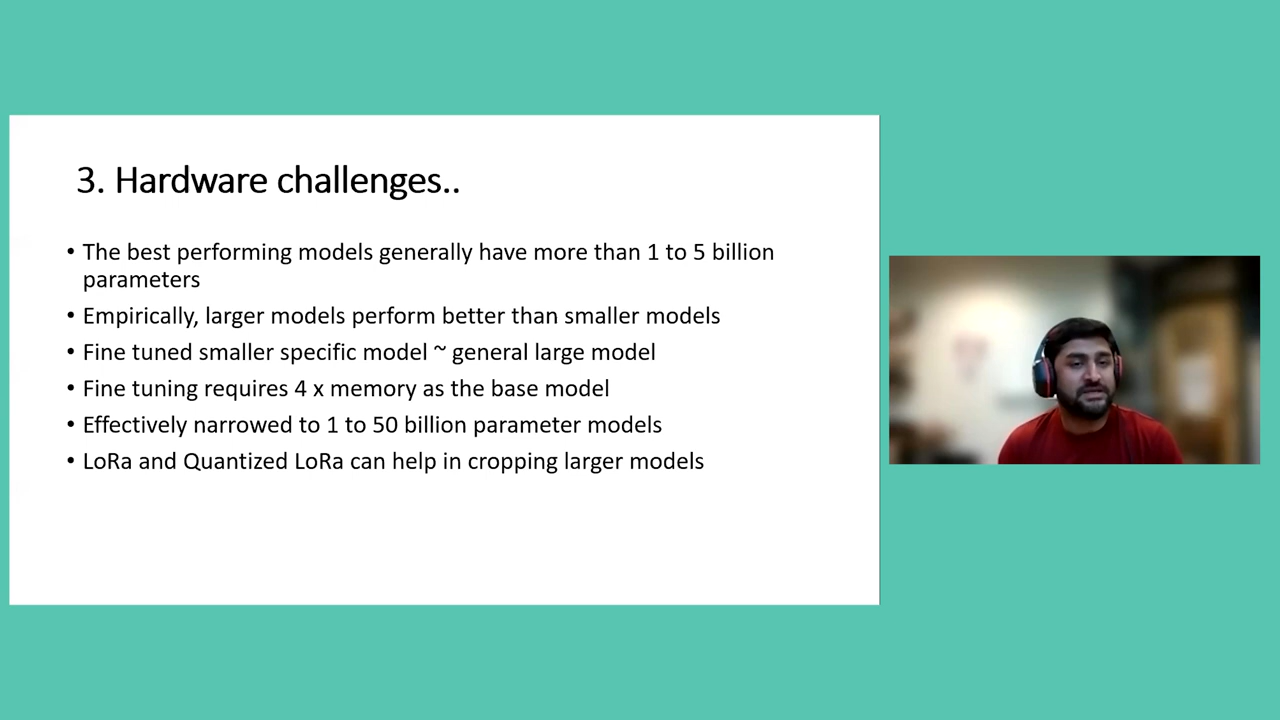 3. Hardware challenges..
• The best performing models generally have more than 1 to 5 billion
parameters
• Empirically, larger models perform better than smaller models
• Fine tuned smaller specific model ~ general large model
• Fine tuning requires 4 x memory as the base model
• Effectively narrowed to 1 to 50 billion parameter models
• LoRa and Quantized LoRa can help in cropping larger models